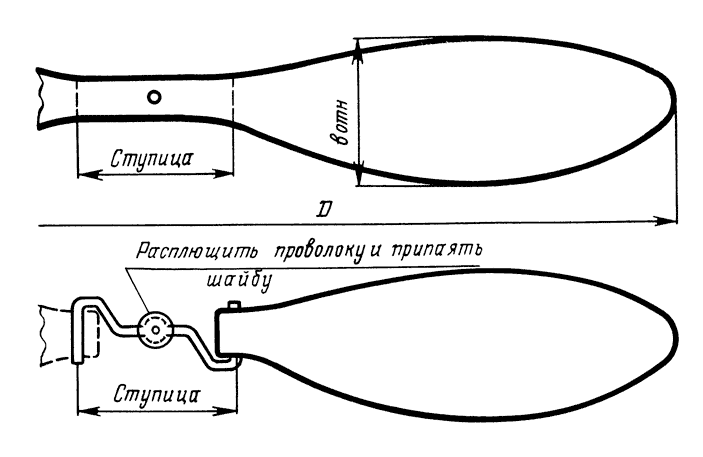 Ступица
вотн
D
Расплющить проволоку и припаять
шайбу
Ступица